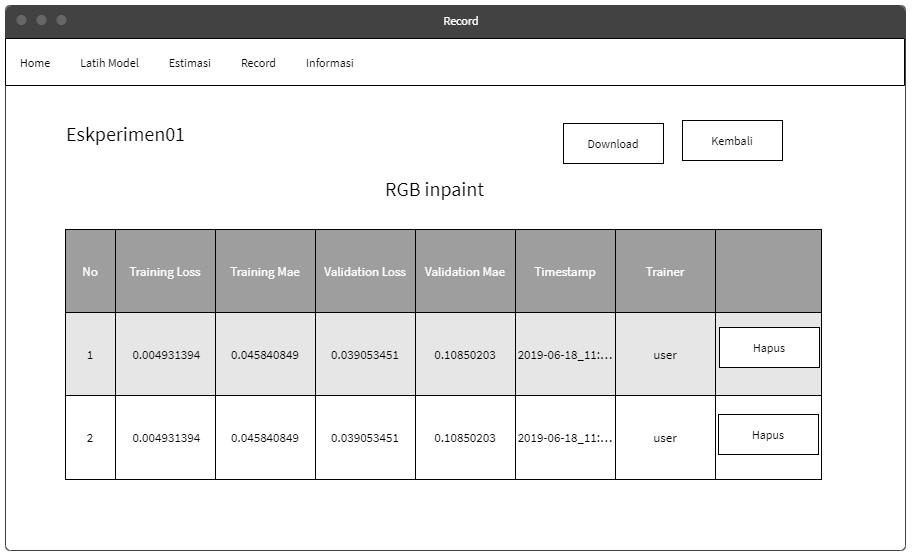 Record
Home Latih Model Estimasi Record Informasi
Eskperimen01 Download Kembali
RGB inpaint
No Training Loss Training Mae Validation Loss Validation Mae Timestamp Trainer
1 0.004931394 0.045840849 0.039053451 0.10850203 2019-06-18_11:... user Hapus
2 0.004931394 0.045840849 0.039053451 0.10850203 2019-06-18_11:... user Hapus